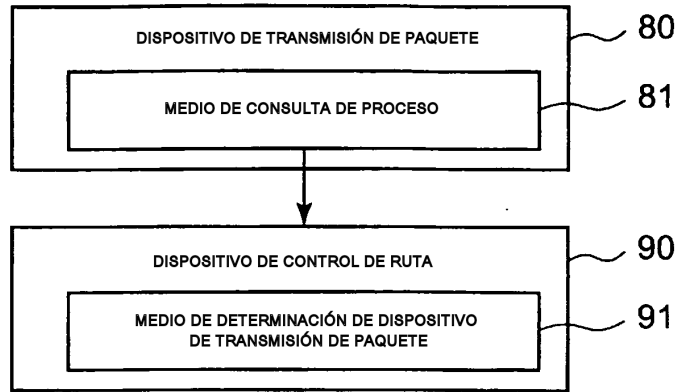 DISPOSITIVO DE TRANSMISIÓN DE PAQUETE
80
MEDIO DE CONSULTA DE PROCESO
81
DISPOSITIVO DE CONTROL DE RUTA
90
MEDIO DE DETERMINACIÓN DE DISPOSITIVO
DE TRANSMISIÓN DE PAQUETE
91